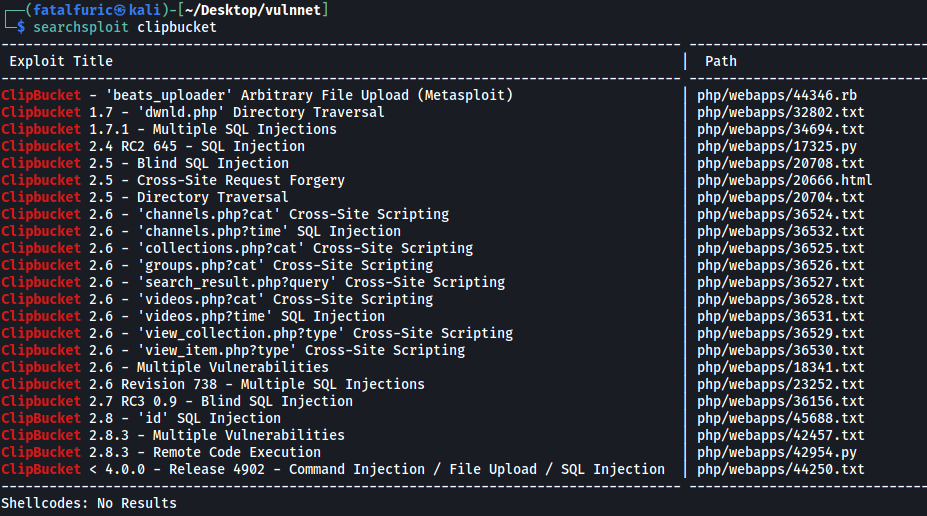 ┌──(fatalfuric㉿kali)-[~/Desktop/vulnnet]
└─$ searchsploit clipbucket
Exploit Title | Path
ClipBucket - 'beats_uploader' Arbitrary File Upload (Metasploit) | php/webapps/44346.rb
Clipbucket 1.7 - 'dwnld.php' Directory Traversal | php/webapps/32802.txt
Clipbucket 1.7.1 - Multiple SQL Injections | php/webapps/34694.txt
Clipbucket 2.4 RC2 645 - SQL Injection | php/webapps/17325.py
Clipbucket 2.5 - Blind SQL Injection | php/webapps/20708.txt
Clipbucket 2.5 - Cross-Site Request Forgery | php/webapps/20666.html
Clipbucket 2.5 - Directory Traversal | php/webapps/20704.txt
Clipbucket 2.6 - 'channels.php?cat' Cross-Site Scripting | php/webapps/36524.txt
Clipbucket 2.6 - 'channels.php?time' SQL Injection | php/webapps/36532.txt
Clipbucket 2.6 - 'collections.php?cat' Cross-Site Scripting | php/webapps/36525.txt
Clipbucket 2.6 - 'groups.php?cat' Cross-Site Scripting | php/webapps/36526.txt
Clipbucket 2.6 - 'search_result.php?query' Cross-Site Scripting | php/webapps/36527.txt
Clipbucket 2.6 - 'videos.php?cat' Cross-Site Scripting | php/webapps/36528.txt
Clipbucket 2.6 - 'videos.php?time' SQL Injection | php/webapps/36531.txt
Clipbucket 2.6 - 'view_collection.php?type' Cross-Site Scripting | php/webapps/36529.txt
Clipbucket 2.6 - 'view_item.php?type' Cross-Site Scripting | php/webapps/36530.txt
Clipbucket 2.6 - Multiple Vulnerabilities | php/webapps/18341.txt
Clipbucket 2.6 Revision 738 - Multiple SQL Injections | php/webapps/23252.txt
Clipbucket 2.7 RC3 0.9 - Blind SQL Injection | php/webapps/36156.txt
ClipBucket 2.8 - 'id' SQL Injection | php/webapps/45688.txt
ClipBucket 2.8.3 - Multiple Vulnerabilities | php/webapps/42457.txt
ClipBucket 2.8.3 - Remote Code Execution | php/webapps/42954.py
ClipBucket < 4.0.0 - Release 4902 - Command Injection / File Upload / SQL Injection | php/webapps/44250.txt
Shellcodes: No Results